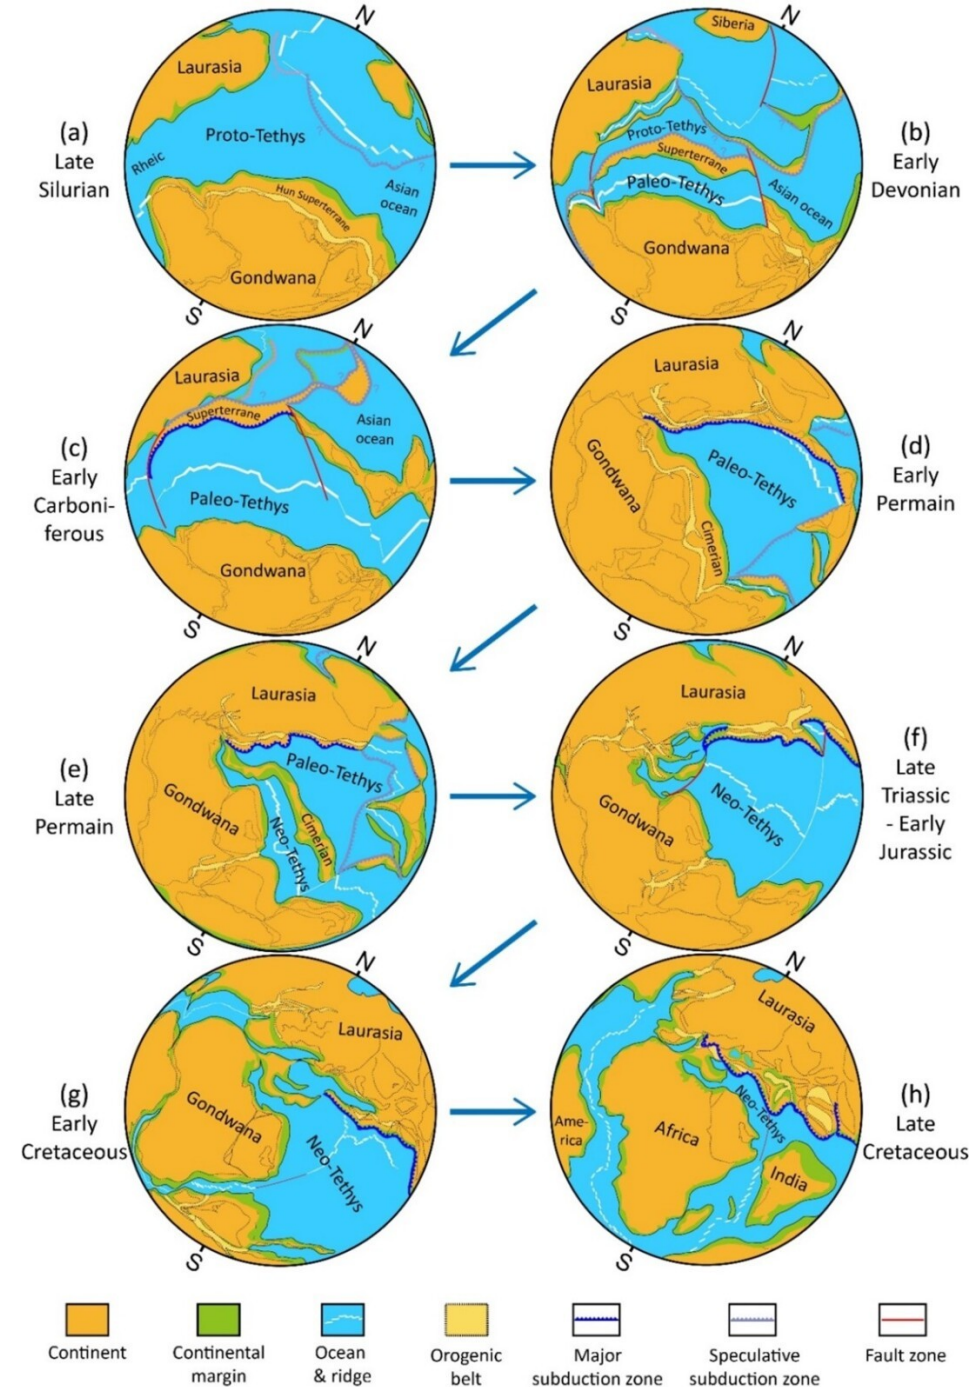 N
Laurasia
(a)
Late
Silurian
Proto-Tethys
Rheic
Asian
ocean
Hun Superterrane
Gondwana
S
N
Siberia
Laurasia
Proto-Tethys
Superterrane
Paleo-Tethys
Asian ocean
Gondwana
(b)
Early
Devonian
S
N
Laurasia
Superterrane
Asian
ocean
(c)
Early
Carboni-
ferous
Paleo-Tethys
Gondwana
S
N
Laurasia
Gondwana
Paleo-Tethys
Cimerian
(d)
Early
Permain
S
N
Laurasia
(e)
Late
Permain
Paleo-Tethys
Gondwana
Neo-Tethys
Cimerian
S
N
Laurasia
Gondwana
Neo-Tethys
(f)
Late
Triassic
- Early
Jurassic
S
N
Laurasia
(g)
Early
Cretaceous
Gondwana
Neo-Tethys
S
N
Laurasia
Neo-Tethys
Ame-
rica
Africa
India
(h)
Late
Cretaceous
S
Continent
Continental
margin
Ocean
& ridge
Orogenic
belt
Major
subduction zone
Speculative
subduction zone
Fault zone